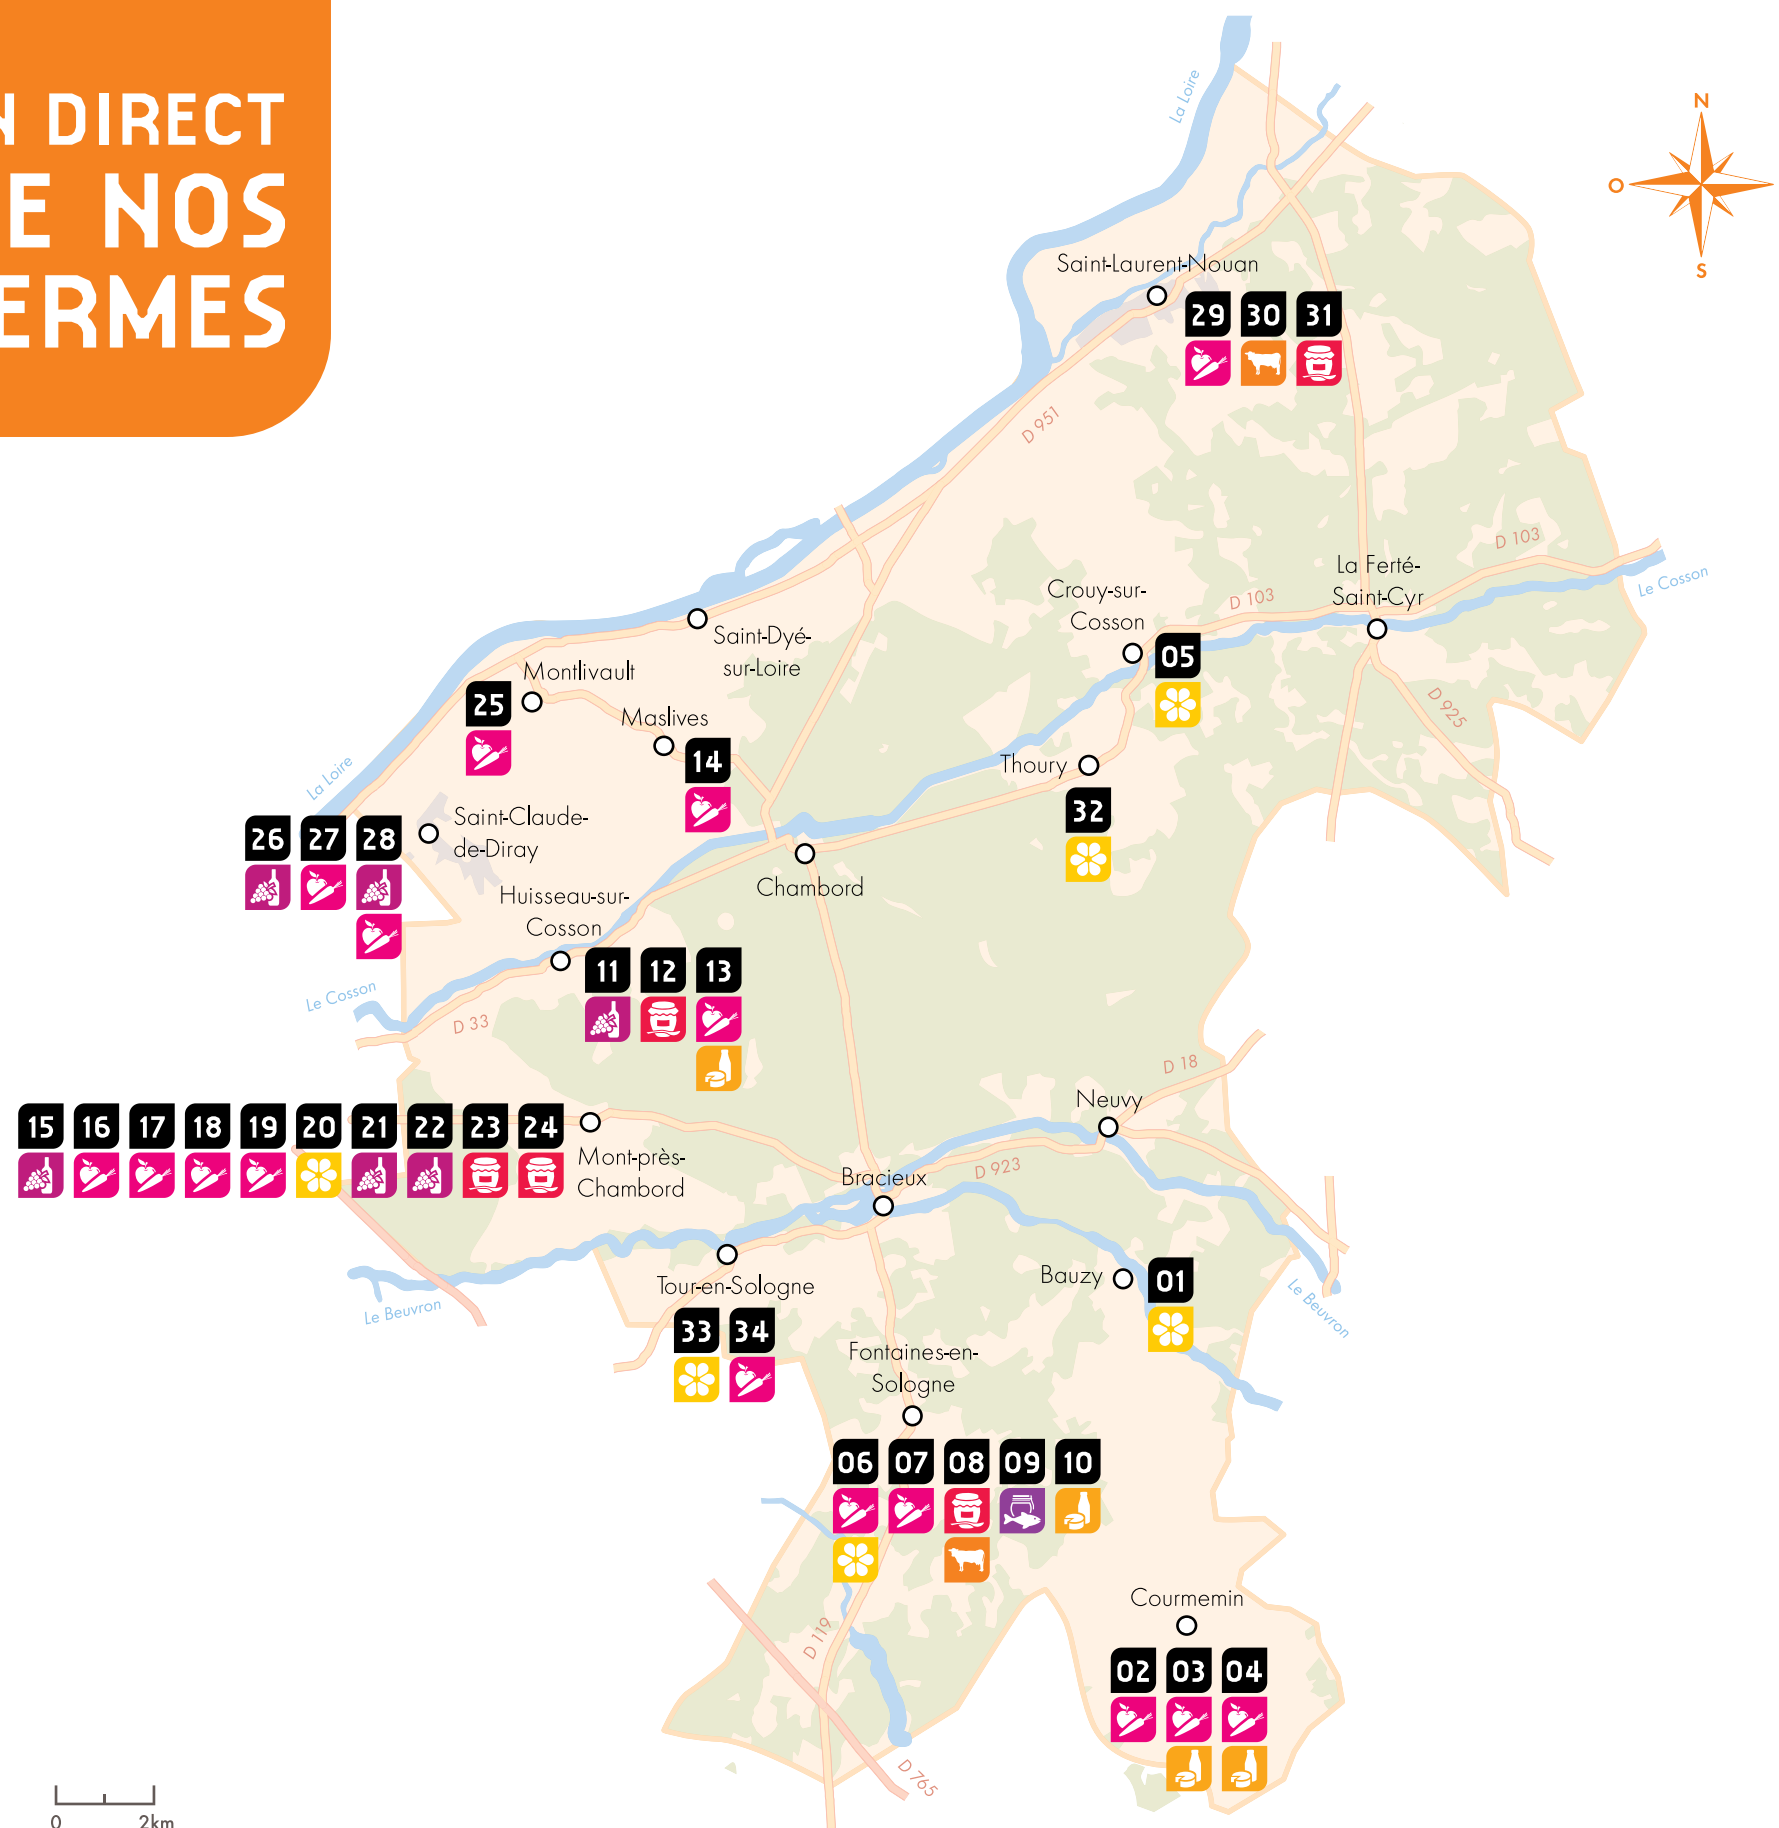 N DIRECT
E NOS
ERMES
N
O
S
La Loire
Saint-Laurent-Nouan
29 30 31
D 951
D 103
La Ferté-
Saint-Cyr
Le Cosson
Crouy-sur-
Cosson
D 103
05
Saint-Dyé-
sur-Loire
Montlivault
25
Maslives
14
D 925
Thoury
32
La Loire
26 27 28
Saint-Claude-
de-Diray
Chambord
Huisseau-sur-
Cosson
11 12 13
Le Cosson
D 33
D 18
Neuvy
15 16 17 18 19 20 21 22 23 24
Mont-près-
Chambord
Bracieux
D 923
Tour-en-Sologne
33 34
Bauzy
01
Le Beuvron
Le Beuvron
Fontaines-en-
Sologne
06 07 08 09 10
Courmemin
02 03 04
D 119
D 765
0 2km